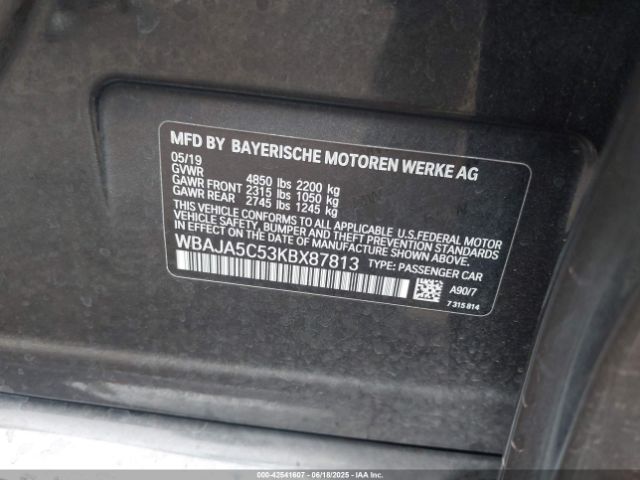 MFD BY BAYERISCHE MOTOREN WERKE AG
05/19
GVWR 4850 lbs 2200 kg
GAWR FRONT 2315 lbs 1050 kg
GAWR REAR 2745 lbs 1245 kg
THIS VEHICLE CONFORMS TO ALL APPLICABLE U.S.FEDERAL MOTOR
VEHICLE SAFETY, BUMPER AND THEFT PREVENTION STANDARDS
IN EFFECT ON THE DATE OF MANUFACTURE SHOWN ABOVE.
WBAJA5C53KBX87813 TYPE: PASSENGER CAR
A90/7
7 315 814
000-42541607 - 06/18/2025 - IAA Inc.